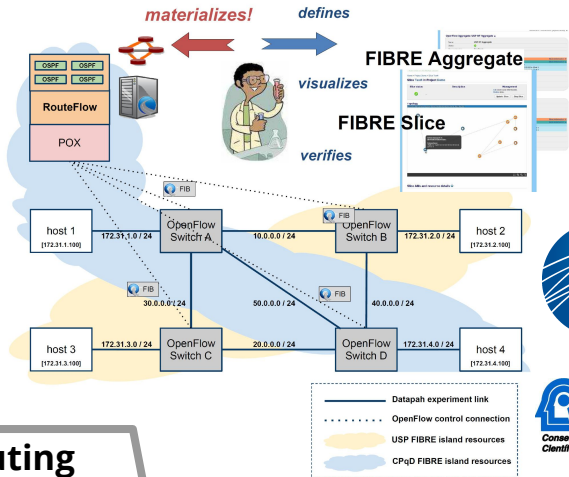 materializes!
defines
OSPF OSPF
OSPF OSPF
RouteFlow
POX
FIBRE Aggregate
visualizes
FIBRE Slice
verifies
FIB
FIB
host 1
[172.31.1.100]
172.31.1.0 / 24
OpenFlow
Switch A
10.0.0.0 / 24
OpenFlow
Switch B
172.31.2.0 / 24
host 2
[172.31.2.100]
FIB
FIB
30.0.0.0 / 24
50.0.0.0 / 24
40.0.0.0 / 24
host 3
[172.31.3.100]
172.31.3.0 / 24
OpenFlow
Switch C
20.0.0.0 / 24
OpenFlow
Switch D
172.31.4.0 / 24
host 4
[172.31.4.100]
Datapah experiment link
OpenFlow control connection
USP FIBRE island resources
CPqD FIBRE island resources
Conse
Científ
uting